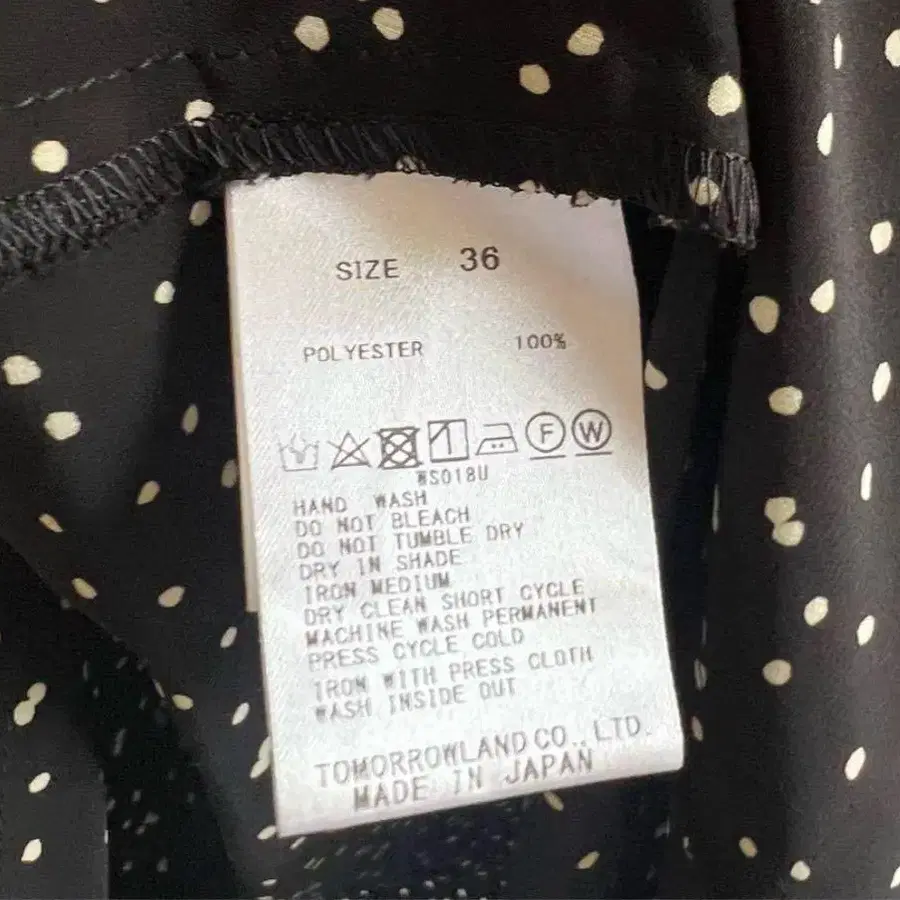 SIZE 36
POLYESTER 100%
F W
WS018U
HAND WASH
DO NOT BLEACH
DO NOT TUMBLE DRY
DRY IN SHADE
IRON MEDIUM
DRY CLEAN SHORT CYCLE
MACHINE WASH PERMANENT
PRESS CYCLE COLD
IRON WITH PRESS CLOTH
WASH INSIDE OUT
TOMORROWLAND CO., LTD.
MADE IN JAPAN